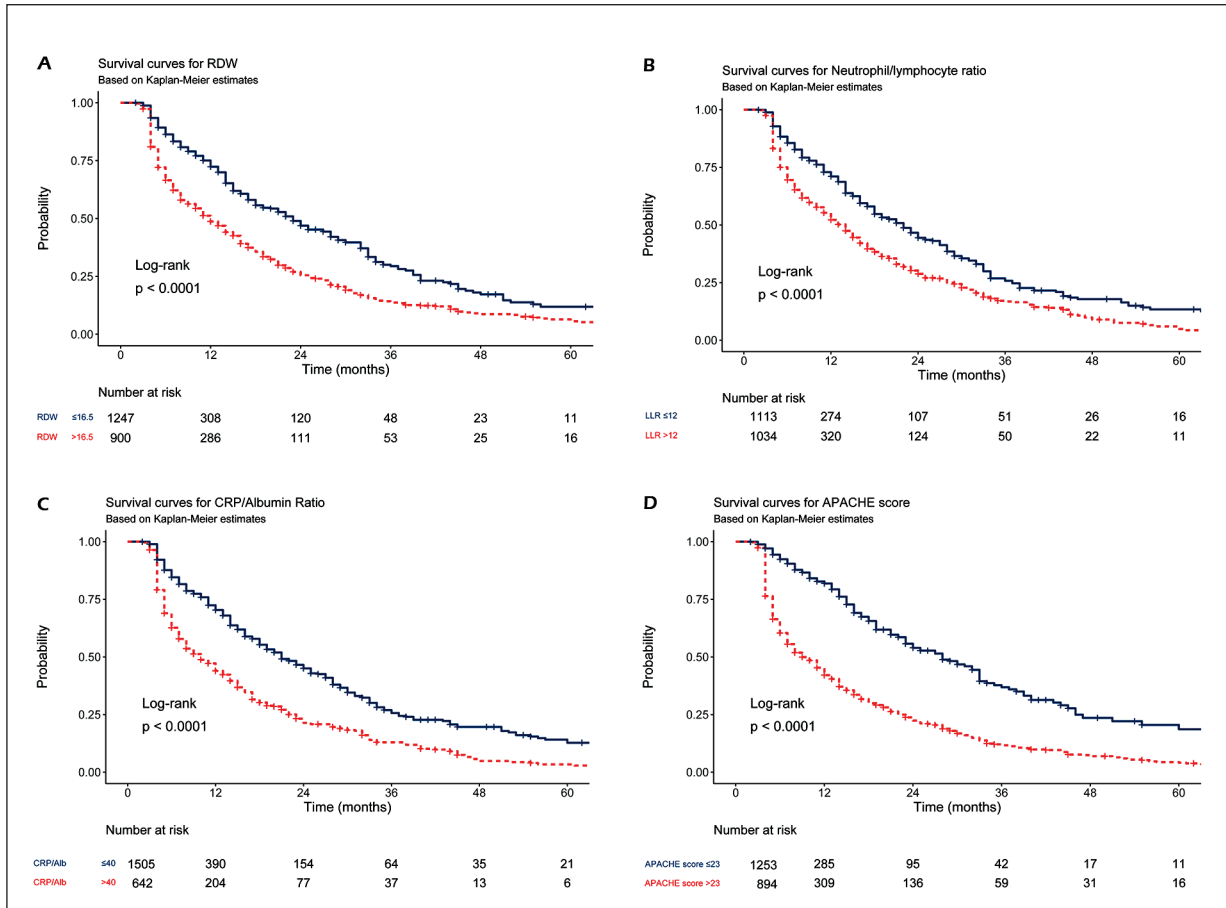 A
Survival curves for RDW
Based on Kaplan-Meier estimates
1.00
0.75
0.50
0.25
0.00
Probability
Log-rank
p < 0.0001
0 12 24 36 48 60
Time (months)
Number at risk
RDW ≤16.5 1247 308 120 48 23 11
RDW >16.5 900 286 111 53 25 16
B
Survival curves for Neutrophil/lymphocyte ratio
Based on Kaplan-Meier estimates
1.00
0.75
0.50
0.25
0.00
Probability
Log-rank
p < 0.0001
0 12 24 36 48 60
Time (months)
Number at risk
LLR ≤12 1113 274 107 51 26 16
LLR >12 1034 320 124 50 22 11
C
Survival curves for CRP/Albumin Ratio
Based on Kaplan-Meier estimates
1.00
0.75
0.50
0.25
0.00
Probability
Log-rank
p < 0.0001
0 12 24 36 48 60
Time (months)
Number at risk
CRP/Alb ≤40 1505 390 154 64 35 21
CRP/Alb >40 642 204 77 37 13 6
D
Survival curves for APACHE score
Based on Kaplan-Meier estimates
1.00
0.75
0.50
0.25
0.00
Probability
Log-rank
p < 0.0001
0 12 24 36 48 60
Time (months)
Number at risk
APACHE score ≤23 1253 285 95 42 17 11
APACHE score >23 894 309 136 59 31 16